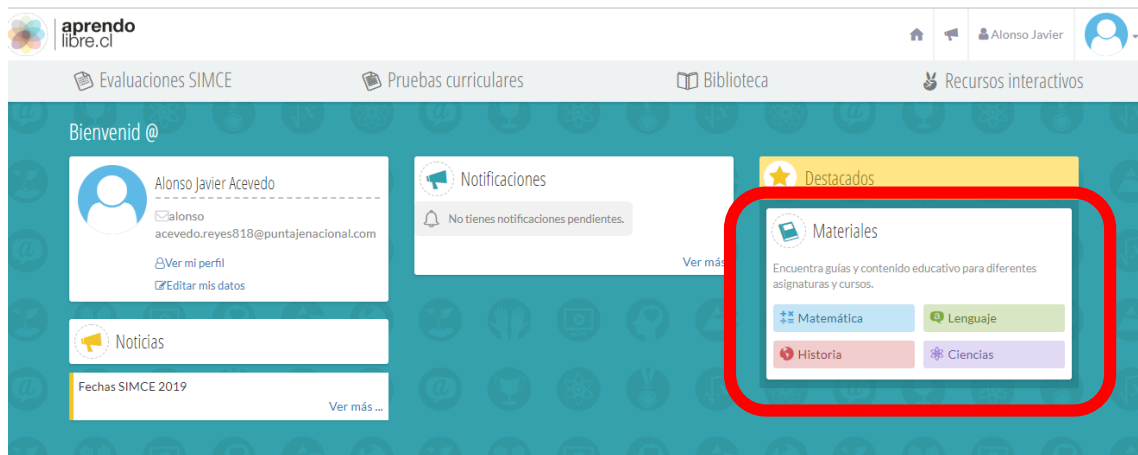 aprendo
libre.cl
Alonso Javier
Evaluaciones SIMCE
Pruebas curriculares
Biblioteca
Recursos interactivos
Bienvenid @
Alonso Javier Acevedo
alonso
acevedo.reyes818@puntajenacional.com
Ver mi perfil
Editar mis datos
Noticias
Fechas SIMCE 2019
Ver más ...
Notificaciones
No tienes notificaciones pendientes.
Ver más
Destacados
Materiales
Encuentra guías y contenido educativo para diferentes
asignaturas y cursos.
Matemática
Lenguaje
Historia
Ciencias